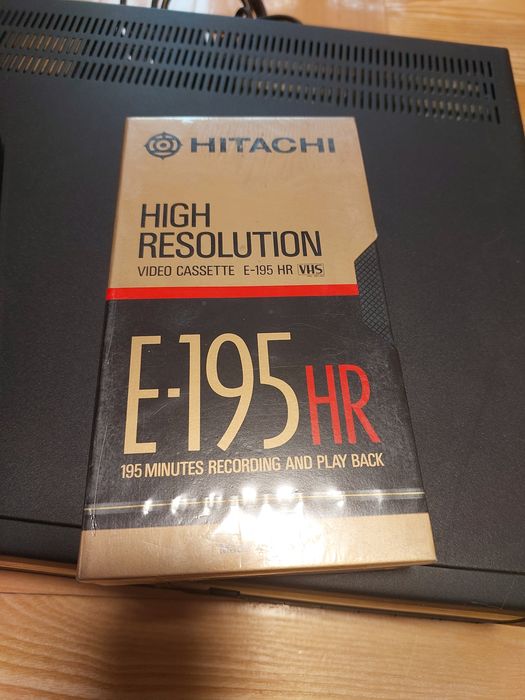 HITACHI
HIGH
RESOLUTION
VIDEO CASSETTE E-195 HR VHS
E-195HR
195 MINUTES RECORDING AND PLAY BACK